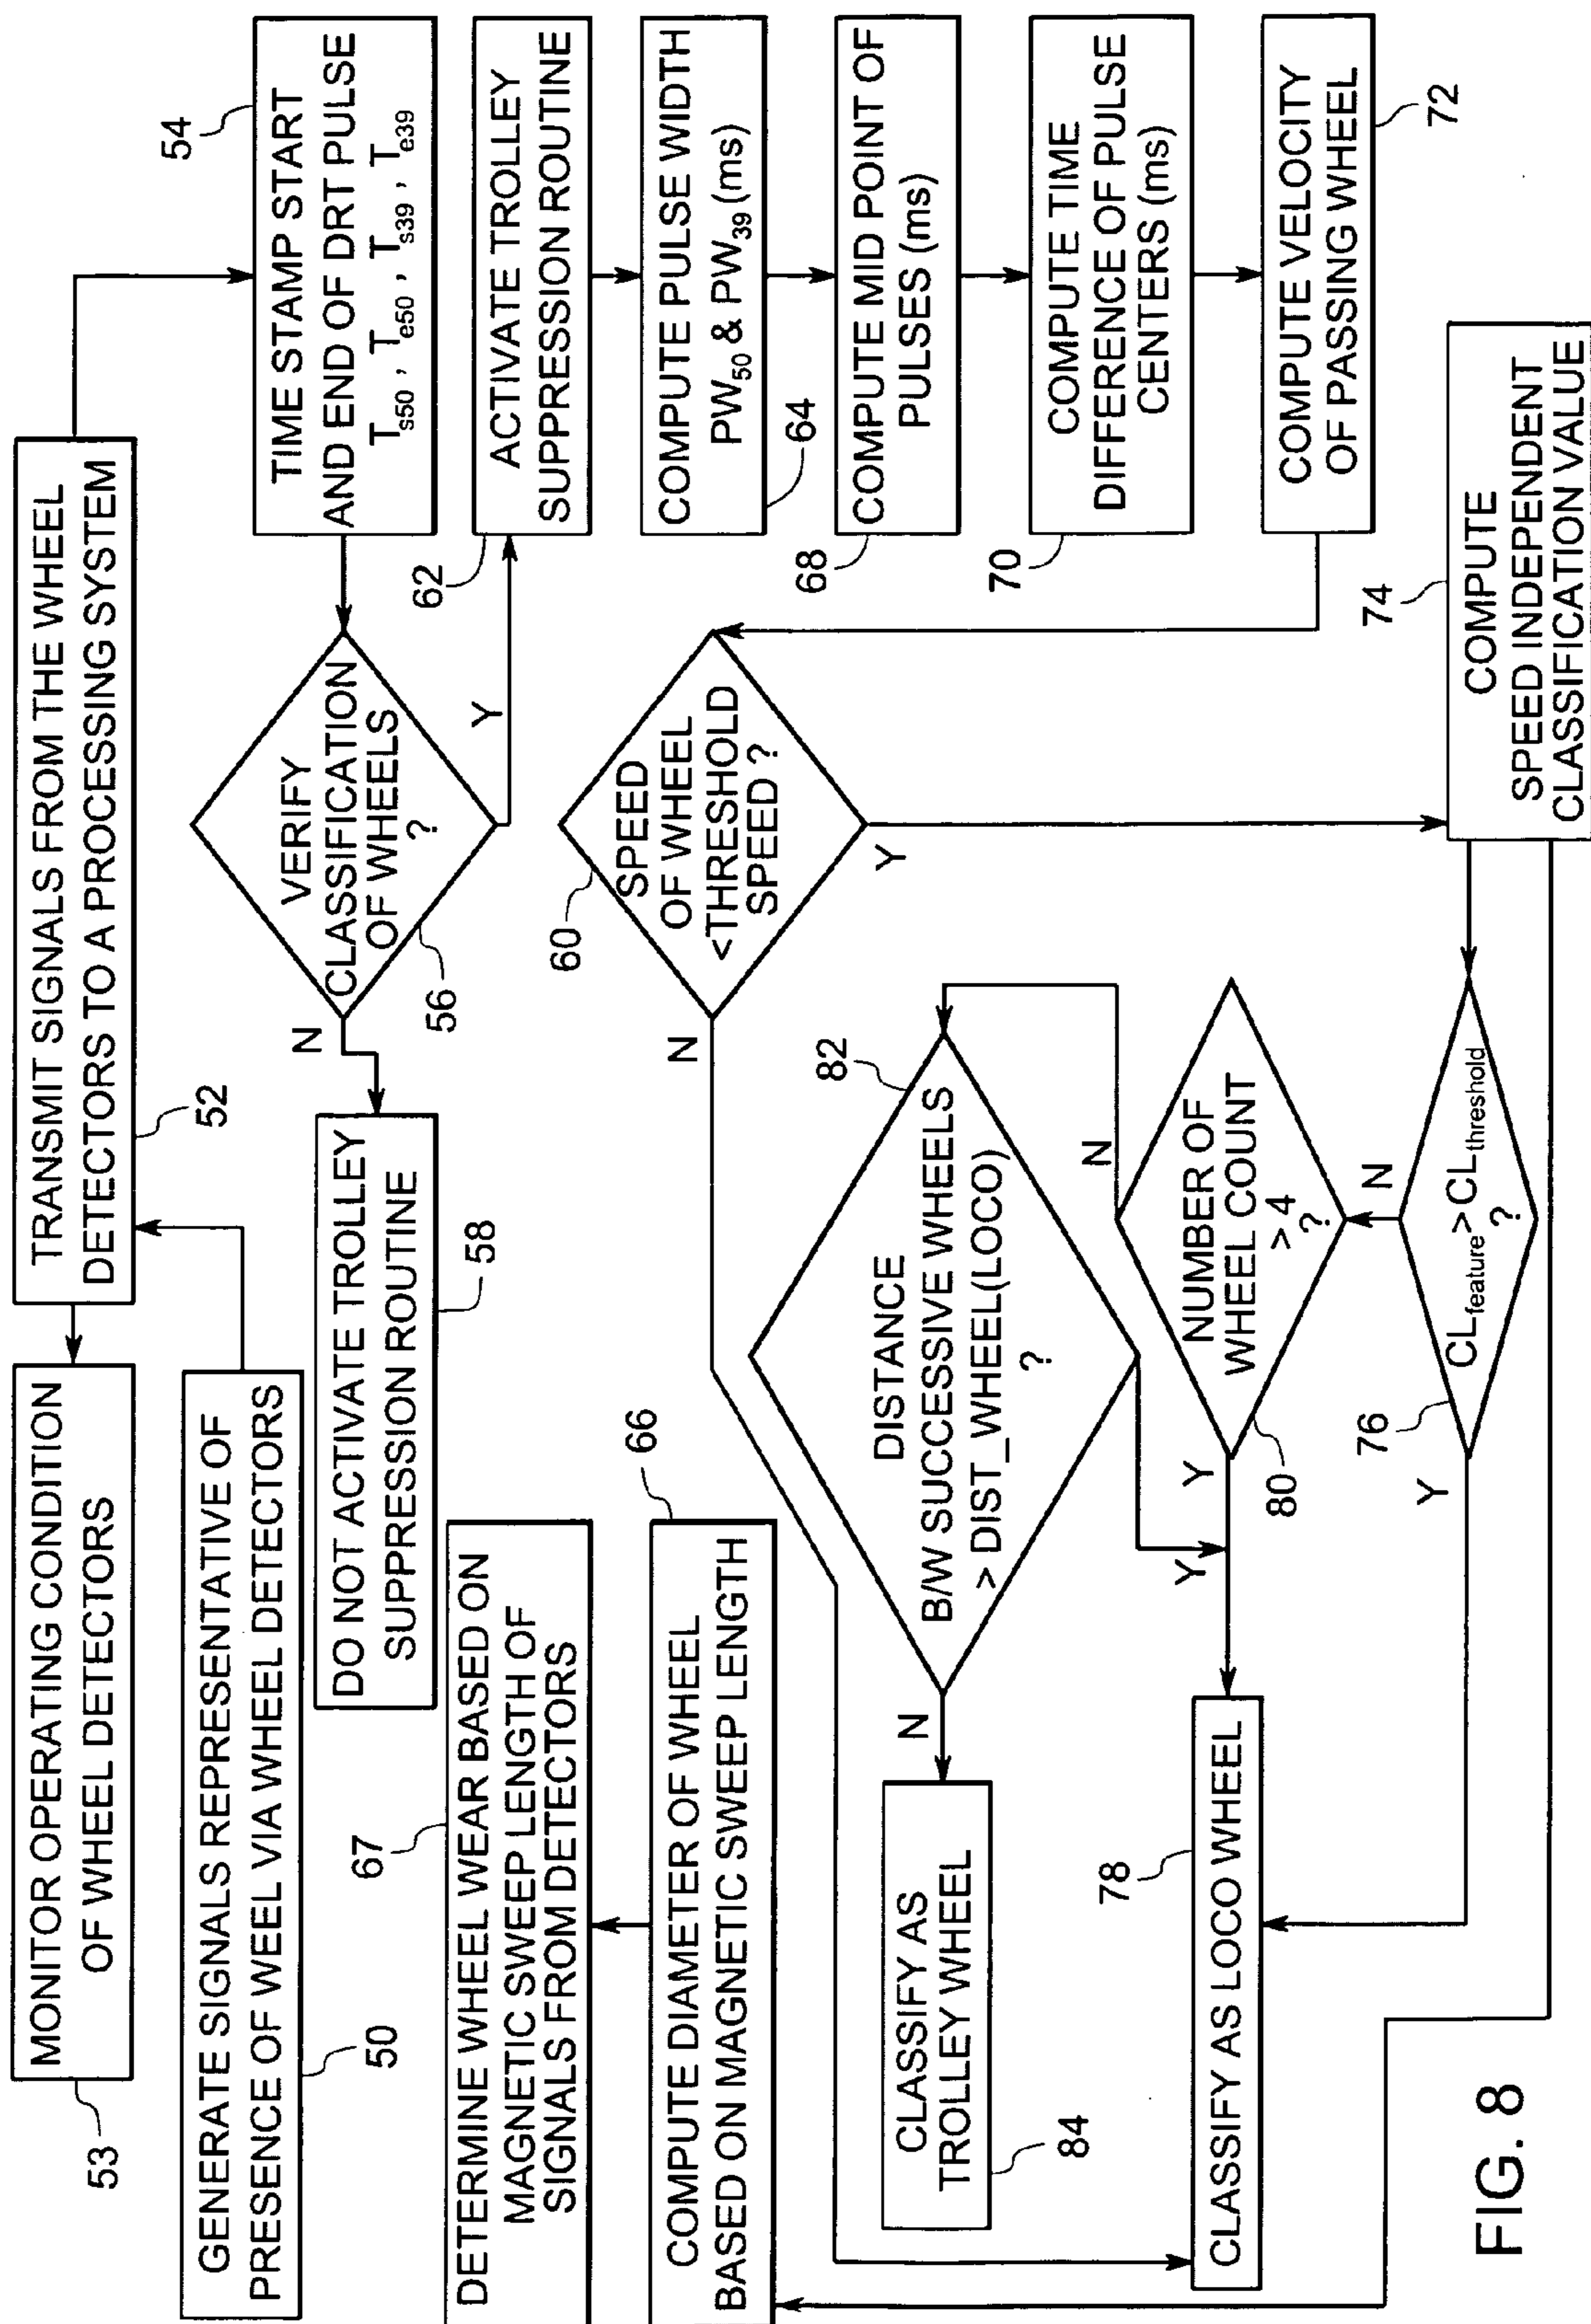 MONITOR OPERATING CONDITION
OF WHEEL DETECTORS
53
TRANSMIT SIGNALS FROM THE WHEEL
DETECTORS TO A PROCESSING SYSTEM
52
GENERATE SIGNALS REPRESENTATIVE OF
PRESENCE OF WEEL VIA WHEEL DETECTORS
50
TIME STAMP START
AND END OF DRT PULSE
Ts50 , Te50 , Ts39 , Te39
54
VERIFY
CLASSIFICATION
OF WHEELS
?
56
N
Y
DO NOT ACTIVATE TROLLEY
SUPPRESSION ROUTINE
58
ACTIVATE TROLLEY
SUPPRESSION ROUTINE
62
COMPUTE PULSE WIDTH
PW50 & PW39 (ms)
64
COMPUTE MID POINT OF
PULSES (ms)
68
COMPUTE TIME
DIFFERENCE OF PULSE
CENTERS (ms)
70
COMPUTE VELOCITY
OF PASSING WHEEL
72
SPEED
OF WHEEL
<THRESHOLD
SPEED ?
60
N
Y
COMPUTE
SPEED INDEPENDENT
CLASSIFICATION VALUE
74
DETERMINE WHEEL WEAR BASED ON
MAGNETIC SWEEP LENGTH OF
SIGNALS FROM DETECTORS
67
COMPUTE DIAMETER OF WHEEL
BASED ON MAGNETIC SWEEP LENGTH
66
DISTANCE
B/W SUCCESSIVE WHEELS
> DIST_WHEEL(LOCO)
?
82
N
Y
NUMBER OF
WHEEL COUNT
>4
?
80
N
Y
CLfeature>CLthreshold
?
76
N
Y
CLASSIFY AS
TROLLEY WHEEL
84
CLASSIFY AS LOCO WHEEL
78
FIG. 8